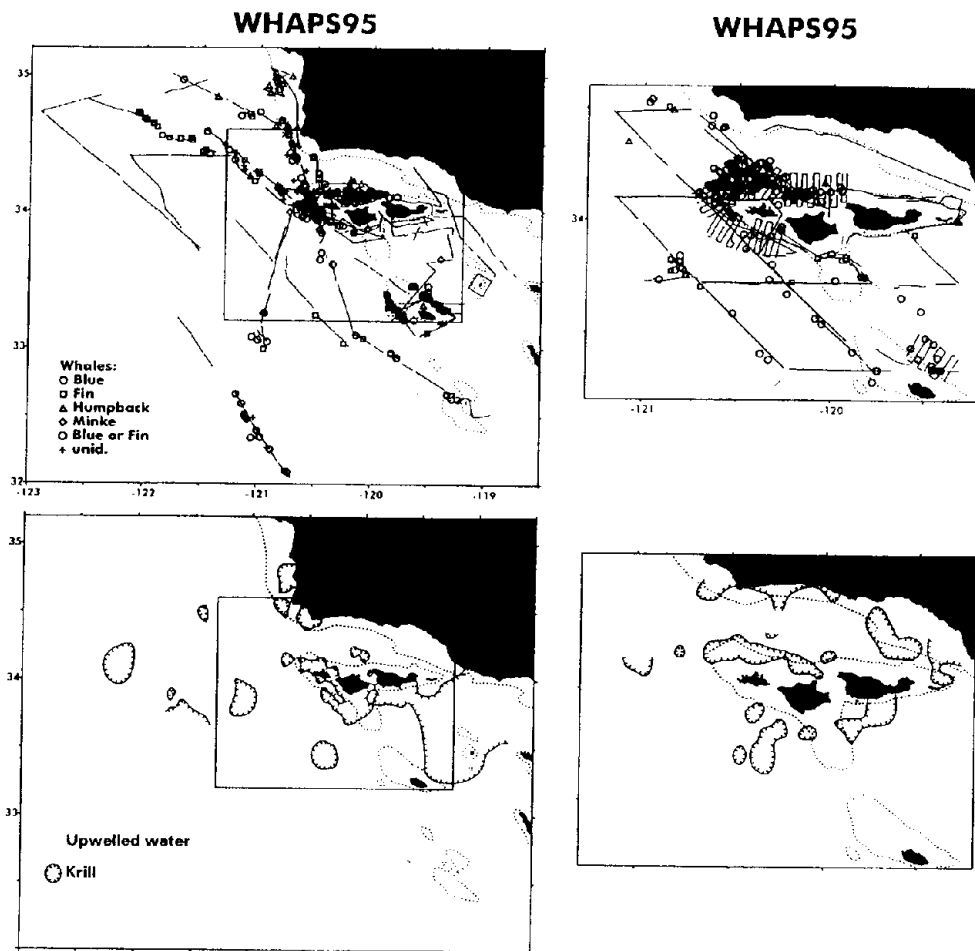 WHAPS95
WHAPS95
35
34
33
32
-123
-122
-121
-120
-119
Whales:
Blue
Fin
Humpback
Minke
Blue or Fin
+ unid.
34
-121
-120
35
34
33
Upwelled water
Krill